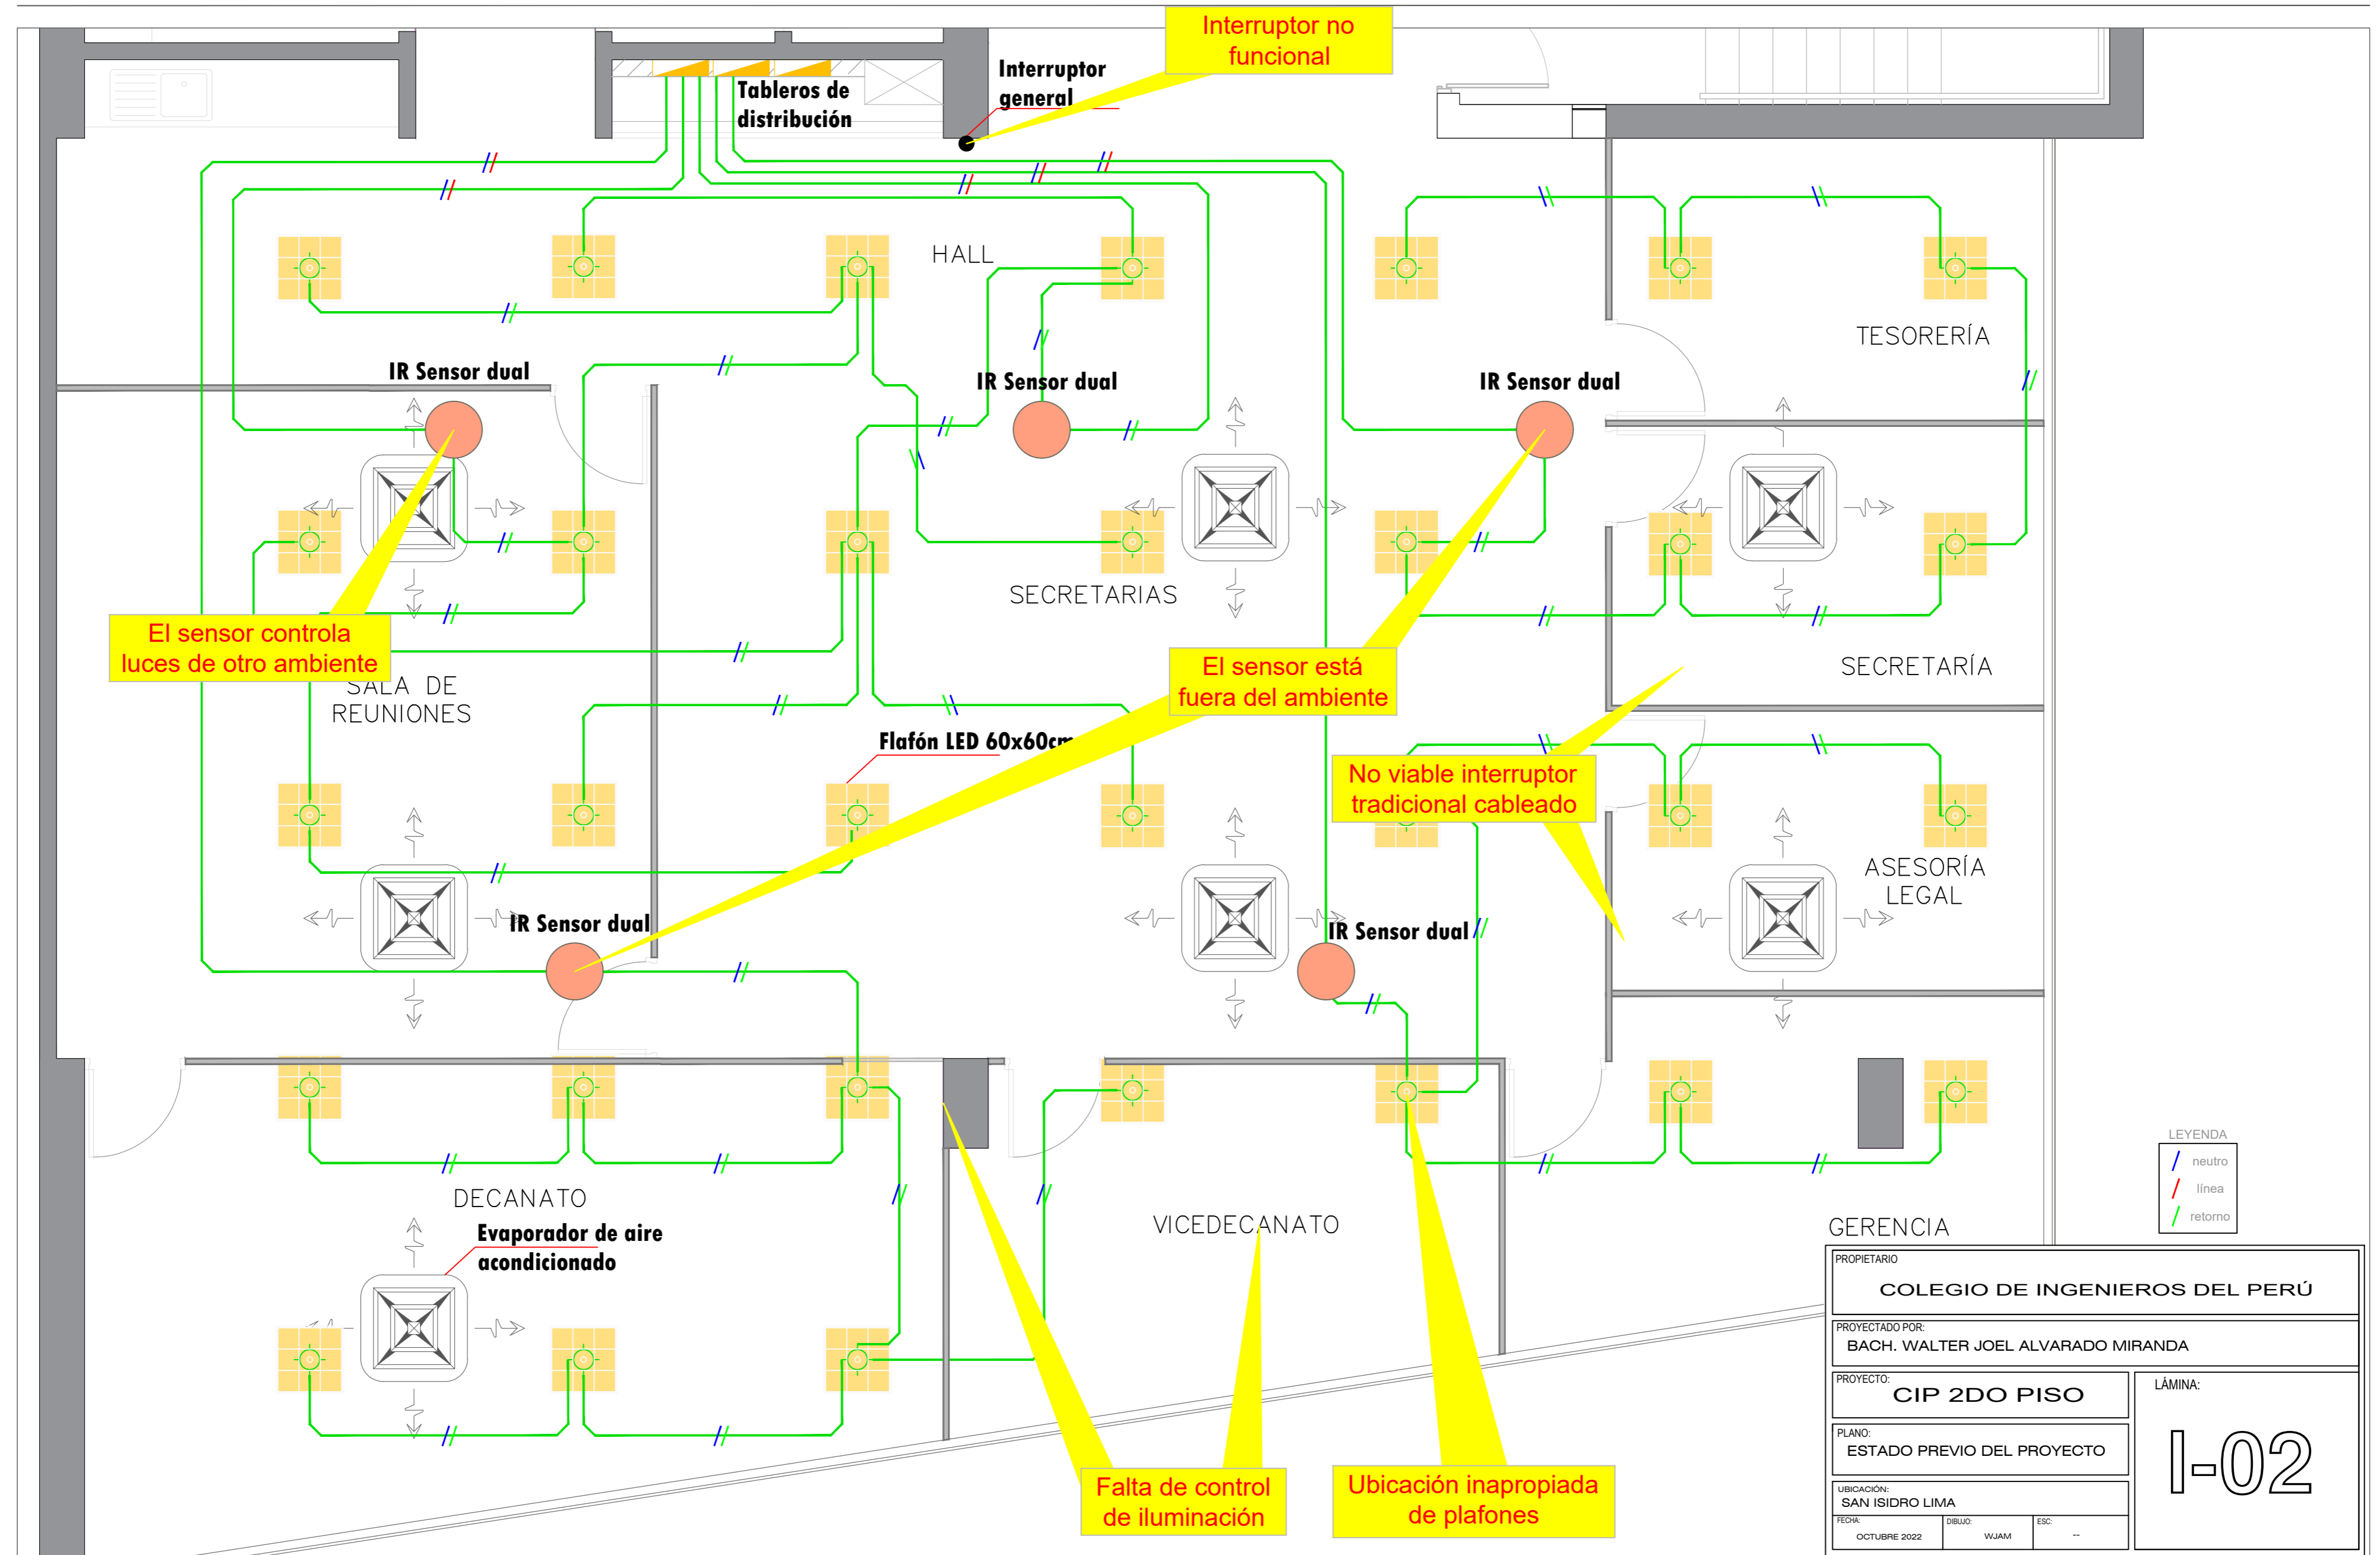 Interruptor no
funcional
Interruptor
general
Tableros de
distribución
HALL
TESORERÍA
IR Sensor dual
IR Sensor dual
IR Sensor dual
SECRETARIAS
El sensor controla
luces de otro ambiente
El sensor está
fuera del ambiente
SECRETARÍA
SALA DE
REUNIONES
Flafón LED 60x60cm
No viable interruptor
tradicional cableado
ASESORÍA
LEGAL
IR Sensor dual
IR Sensor dual
DECANATO
Evaporador de aire
acondicionado
VICEDECANATO
GERENCIA
LEYENDA
neutro
línea
retorno
Falta de control
de iluminación
Ubicación inapropiada
de plafones
PROPIETARIO
COLEGIO DE INGENIEROS DEL PERÚ
PROYECTADO POR:
BACH. WALTER JOEL ALVARADO MIRANDA
PROYECTO:
CIP 2DO PISO
LÁMINA:
I-02
PLANO:
ESTADO PREVIO DEL PROYECTO
UBICACIÓN:
SAN ISIDRO LIMA
FECHA:
OCTUBRE 2022
DIBUJO:
WJAM
ESC:
--